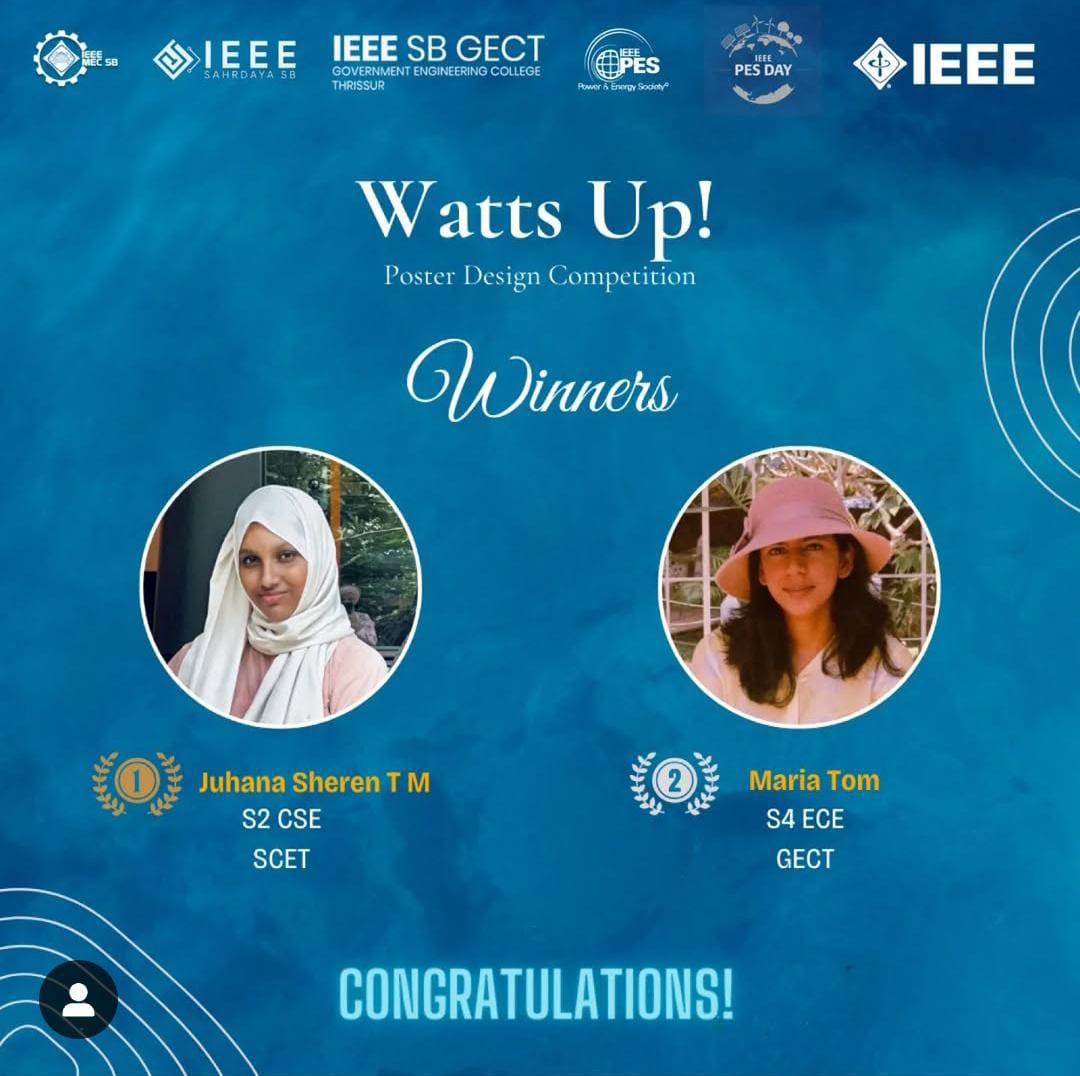 IEEE
MEC SB
IEEE
SAHRDAYA SB
IEEE SB GECT
GOVERNMENT ENGINEERING COLLEGE
THRISSUR
IEEE
PES
Power & Energy Society®
IEEE
PES DAY
IEEE
Watts Up!
Poster Design Competition
Winners
1
Juhana Sheren T M
S2 CSE
SCET
2
Maria Tom
S4 ECE
GECT
CONGRATULATIONS!